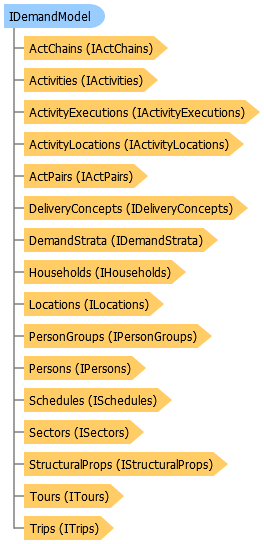 IDemandModel
ActChains (IActChains)
Activities (IActivities)
ActivityExecutions (IActivityExecutions)
ActivityLocations (IActivityLocations)
ActPairs (IActPairs)
DeliveryConcepts (IDeliveryConcepts)
DemandStrata (IDemandStrata)
Households (IHouseholds)
Locations (ILocations)
PersonGroups (IPersonGroups)
Persons (IPersons)
Schedules (ISchedules)
Sectors (ISectors)
StructuralProps (IStructuralProps)
Tours (ITours)
Trips (ITrips)